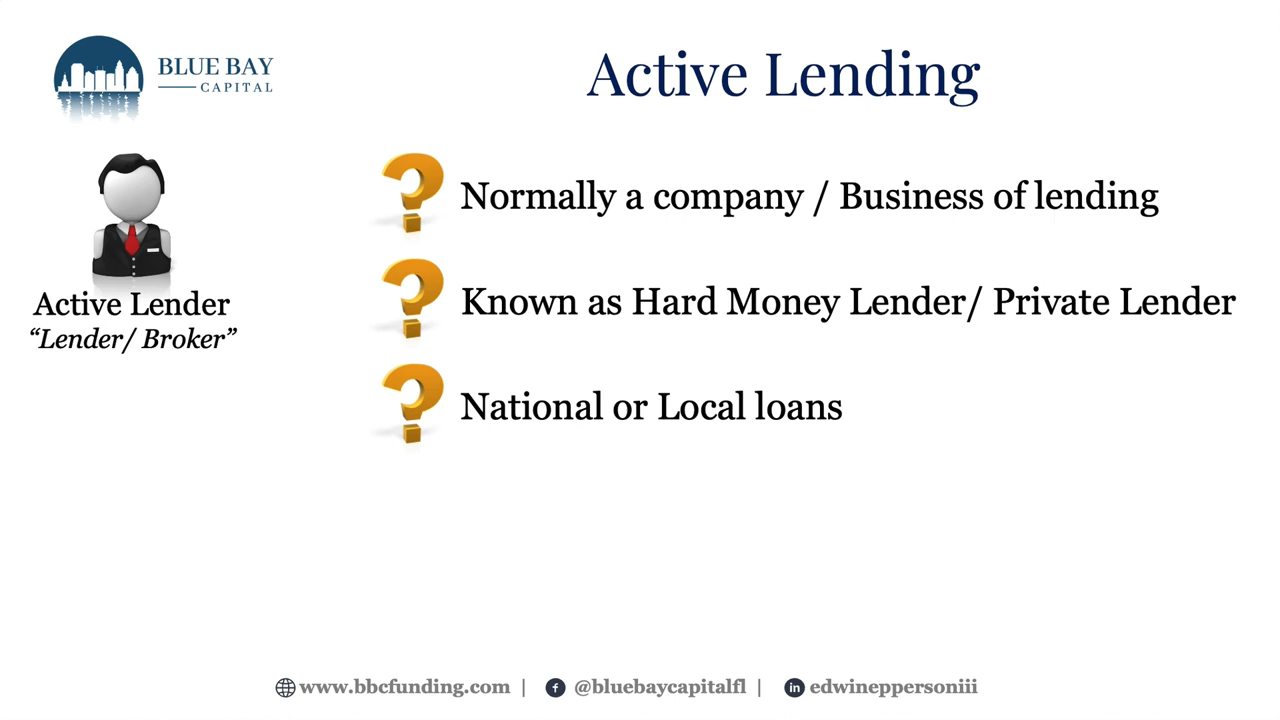 BLUE BAY
CAPITAL
Active Lending
Normally a company / Business of lending
Known as Hard Money Lender/ Private Lender
National or Local loans
Active Lender
“Lender/ Broker”
www.bbcfunding.com | @bluebaycapitalfl | edwineppersoniii